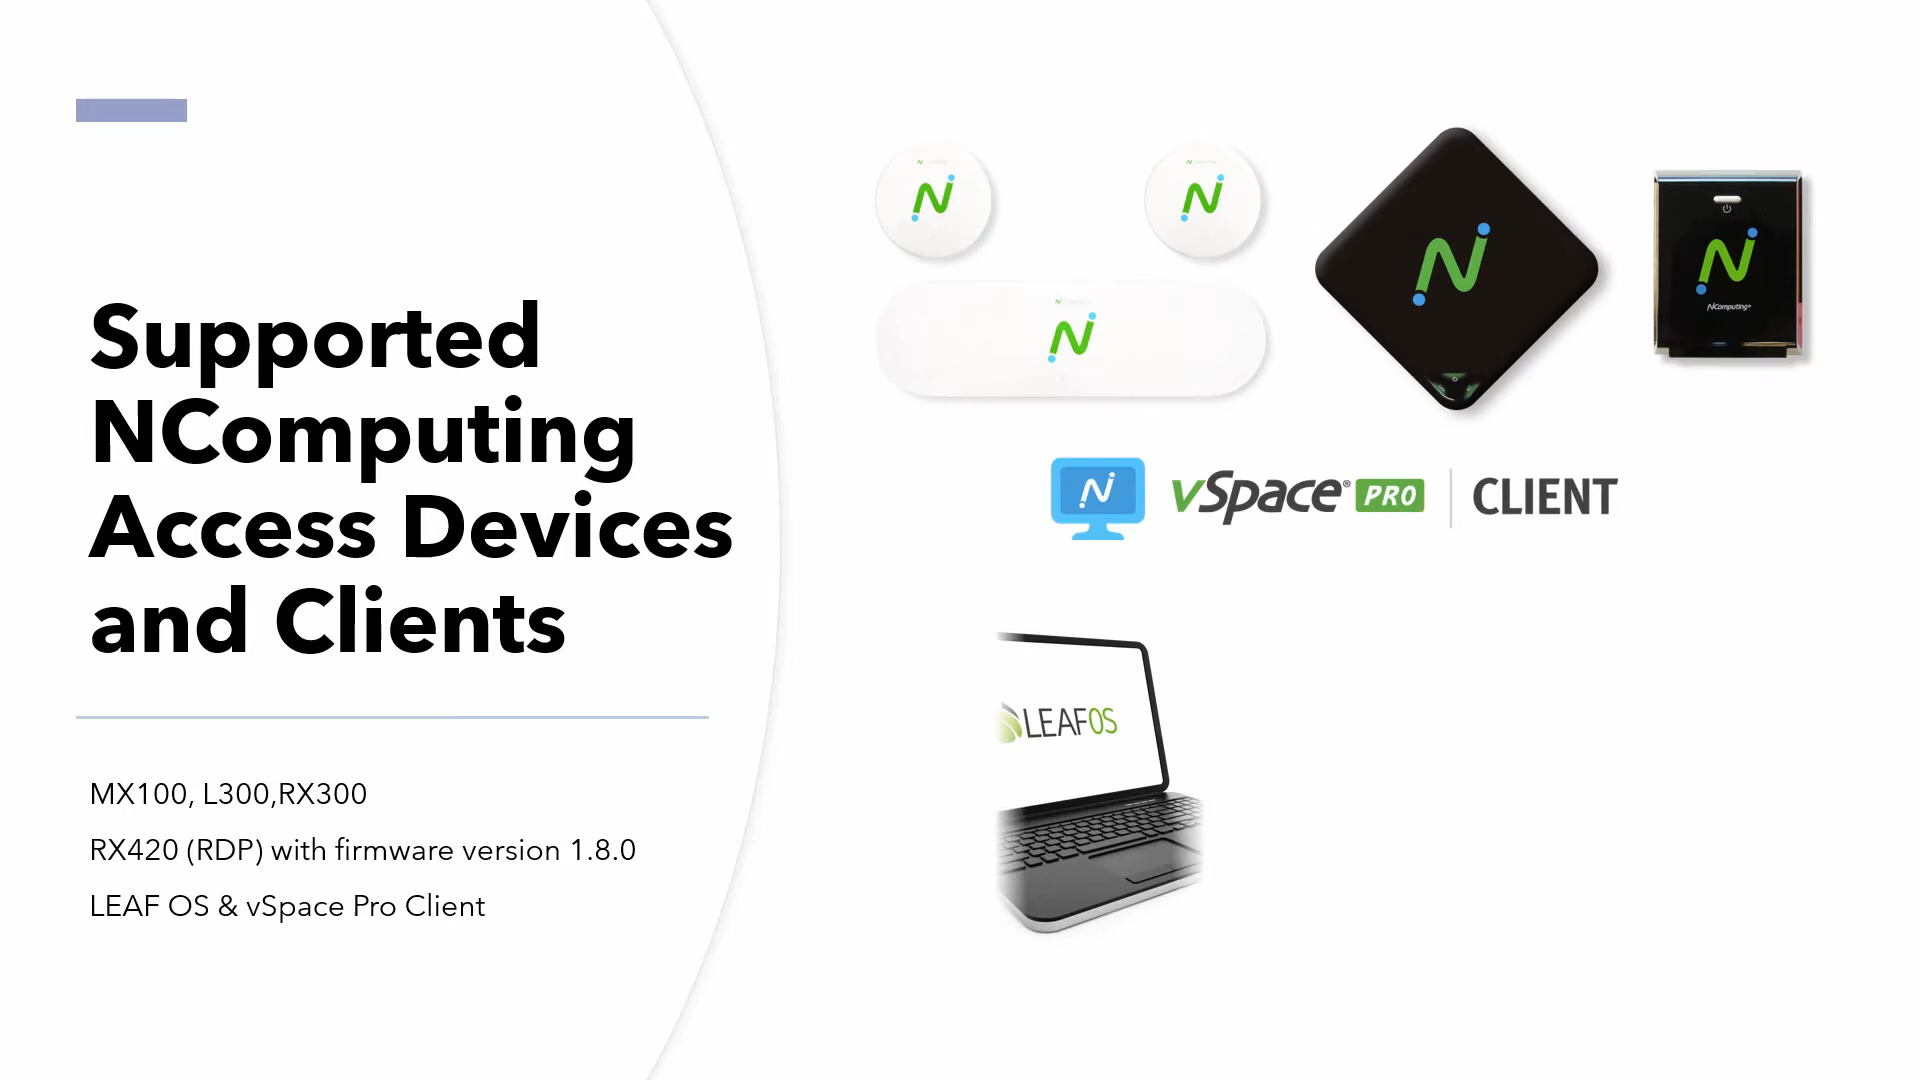 Supported
NComputing
Access Devices
and Clients
MX100, L300,RX300
RX420 (RDP) with firmware version 1.8.0
LEAF OS & vSpace Pro Client
NComputing®
vSpace® PRO | CLIENT
LEAFOS